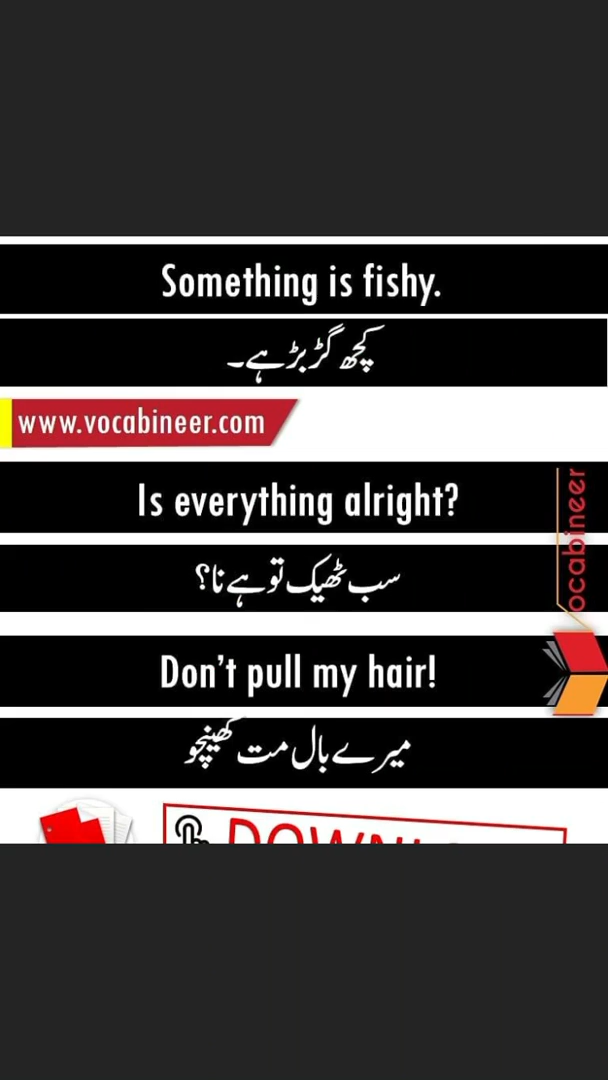 Something is fishy.
کچھ گڑبڑ ہے۔
www.vocabineer.com
Is everything alright?
سب ٹھیک تو ہے نا؟
ocabineer
Don't pull my hair!
میرے بال مت کھینچو